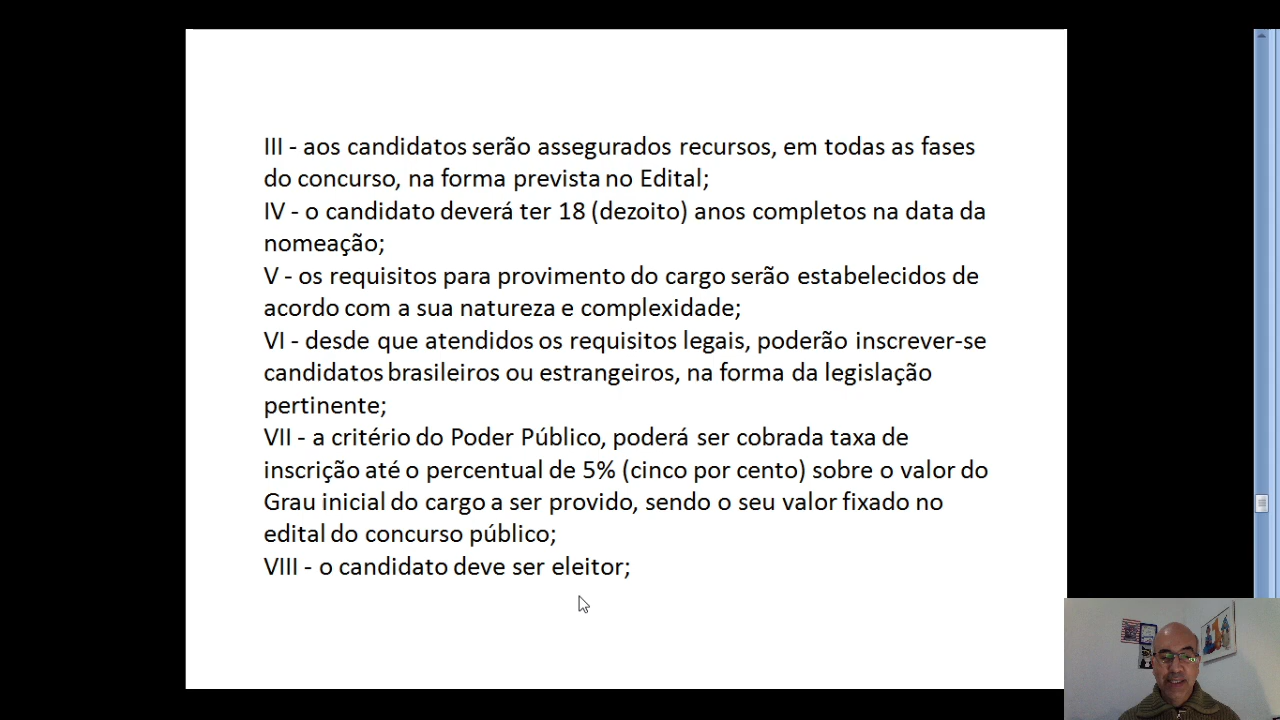 III - aos candidatos serão assegurados recursos, em todas as fases
do concurso, na forma prevista no Edital;
IV - o candidato deverá ter 18 (dezoito) anos completos na data da
nomeação;
V - os requisitos para provimento do cargo serão estabelecidos de
acordo com a sua natureza e complexidade;
VI - desde que atendidos os requisitos legais, poderão inscrever-se
candidatos brasileiros ou estrangeiros, na forma da legislação
pertinente;
VII - a critério do Poder Público, poderá ser cobrada taxa de
inscrição até o percentual de 5% (cinco por cento) sobre o valor do
Grau inicial do cargo a ser provido, sendo o seu valor fixado no
edital do concurso público;
VIII - o candidato deve ser eleitor;